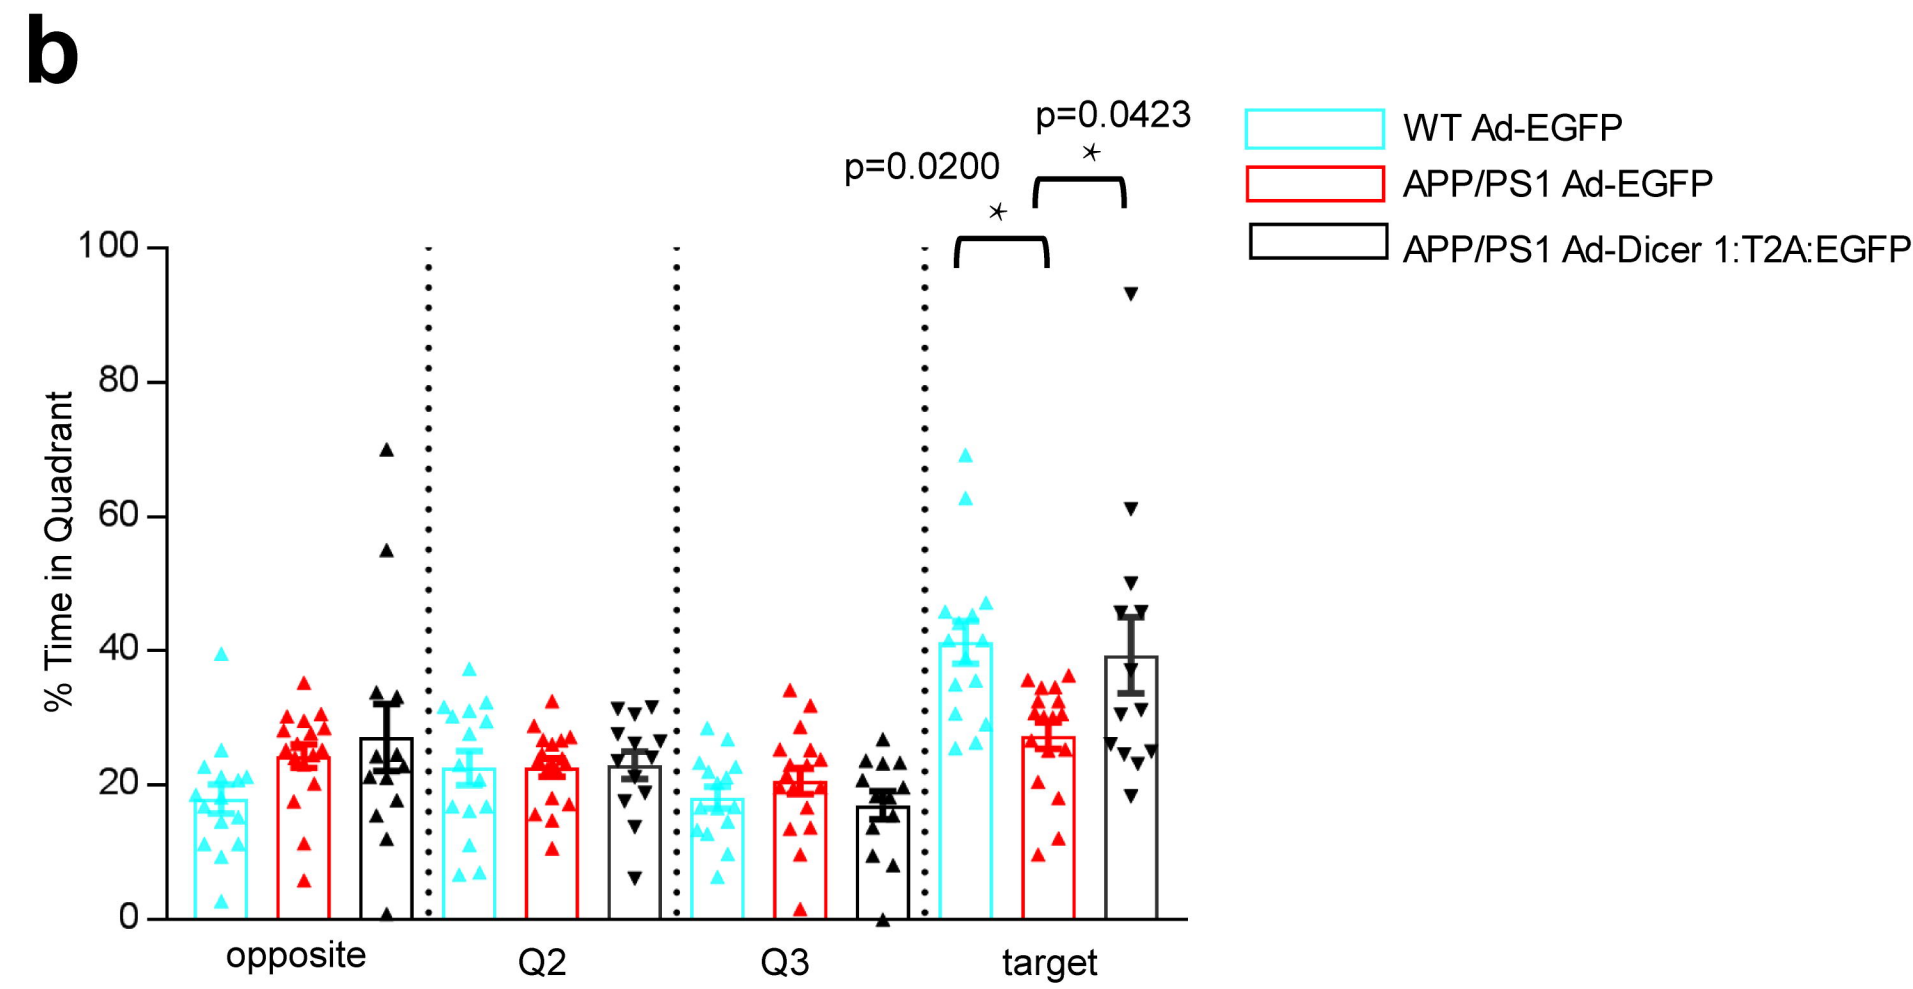 b
p=0.0423
*
p=0.0200
*
WT Ad-EGFP
APP/PS1 Ad-EGFP
APP/PS1 Ad-Dicer 1:T2A:EGFP
% Time in Quadrant
100
80
60
40
20
0
opposite
Q2
Q3
target